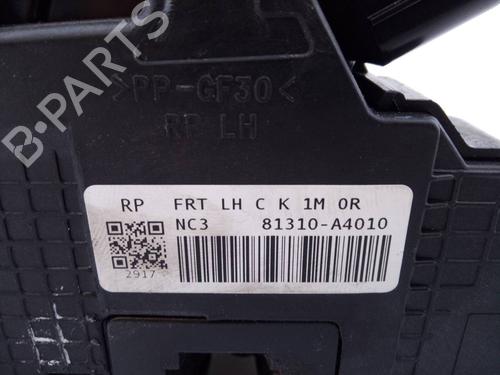 >PP-GF30<
RP LH
B-PARTS
RP FRT LH C K 1M 0R
NC3 81310-A4010
2917